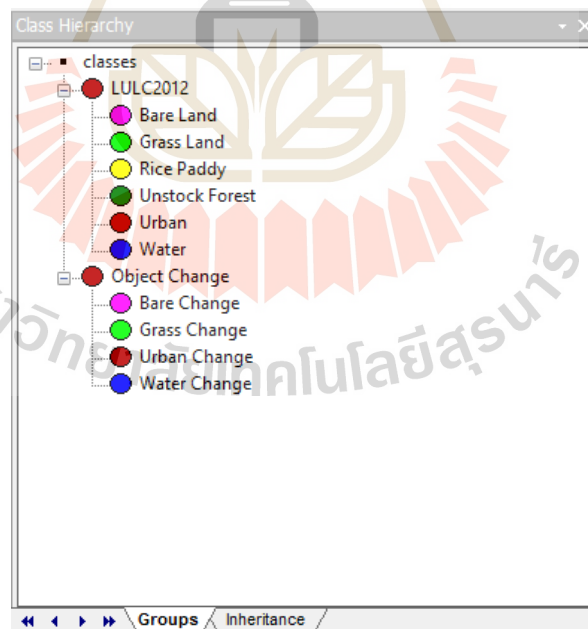 Class Hierarchy
classes
LULC2012
Bare Land
Grass Land
Rice Paddy
Unstock Forest
Urban
Water
Object Change
Bare Change
Grass Change
Urban Change
Water Change
Groups
Inheritance